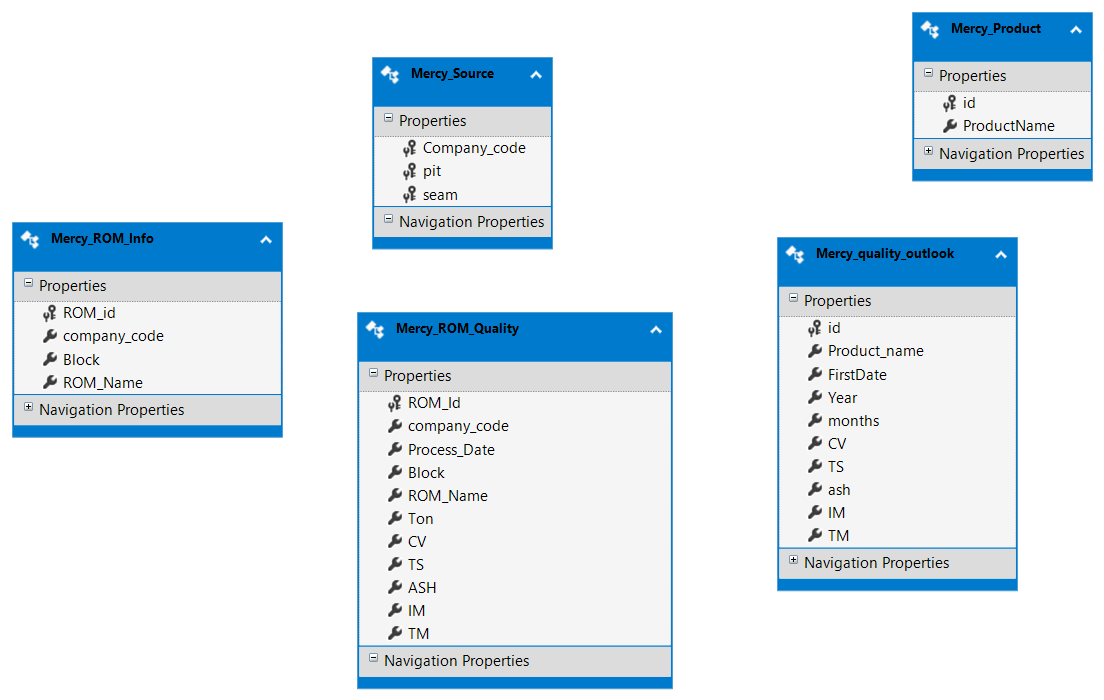 Mercy_Product
Properties
id
ProductName
Navigation Properties
Mercy_Source
Properties
Company_code
pit
seam
Navigation Properties
Mercy_ROM_Info
Properties
ROM_id
company_code
Block
ROM_Name
Navigation Properties
Mercy_ROM_Quality
Properties
ROM_Id
company_code
Process_Date
Block
ROM_Name
Ton
CV
TS
ASH
IM
TM
Navigation Properties
Mercy_quality_outlook
Properties
id
Product_name
FirstDate
Year
months
CV
TS
ash
IM
TM
Navigation Properties